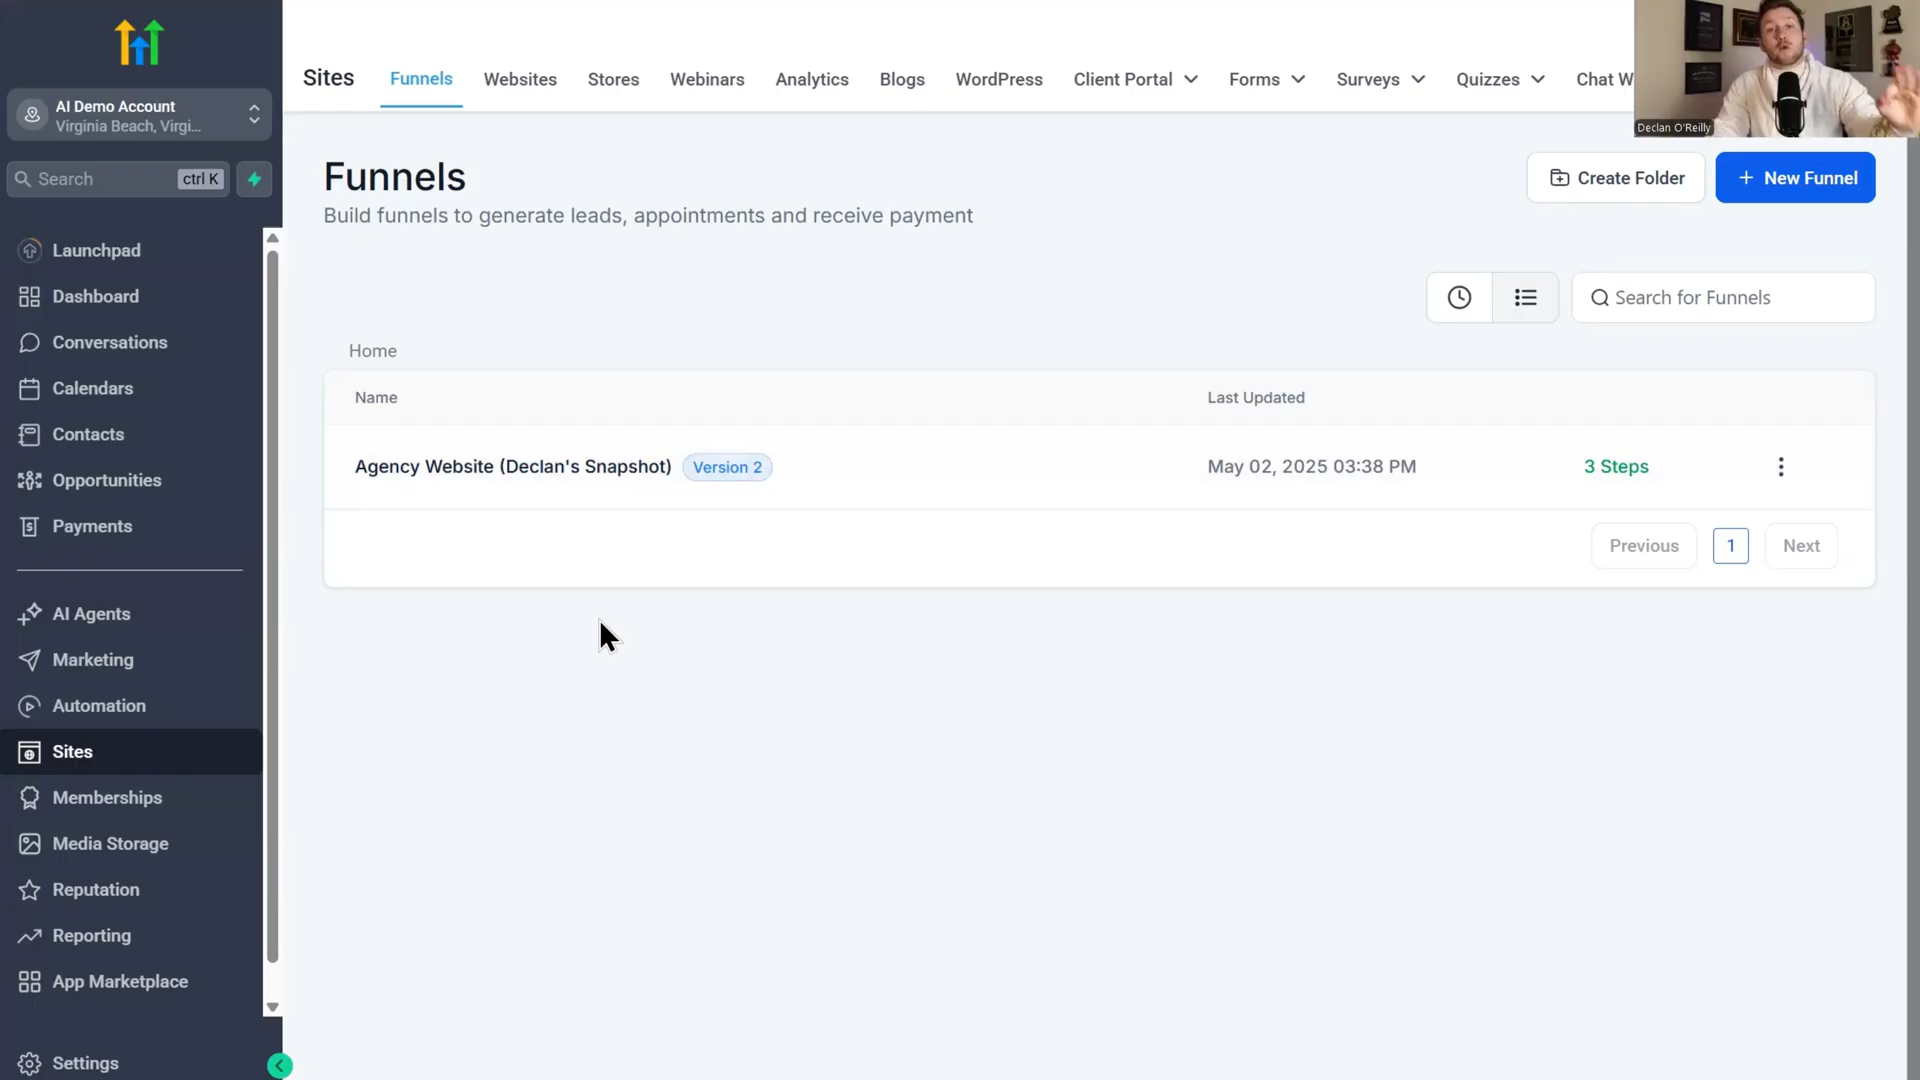 AI Demo Account
Virginia Beach, Virgi...
Search
ctrl K
Launchpad
Dashboard
Conversations
Calendars
Contacts
Opportunities
Payments
AI Agents
Marketing
Automation
Sites
Memberships
Media Storage
Reputation
Reporting
App Marketplace
Settings
Sites Funnels Websites Stores Webinars Analytics Blogs WordPress Client Portal Forms Surveys Quizzes Chat W
Declan O'Reilly
Funnels
Build funnels to generate leads, appointments and receive payment
Create Folder
+ New Funnel
Search for Funnels
Home
Name Last Updated
Agency Website (Declan's Snapshot) Version 2 May 02, 2025 03:38 PM 3 Steps
Previous 1 Next